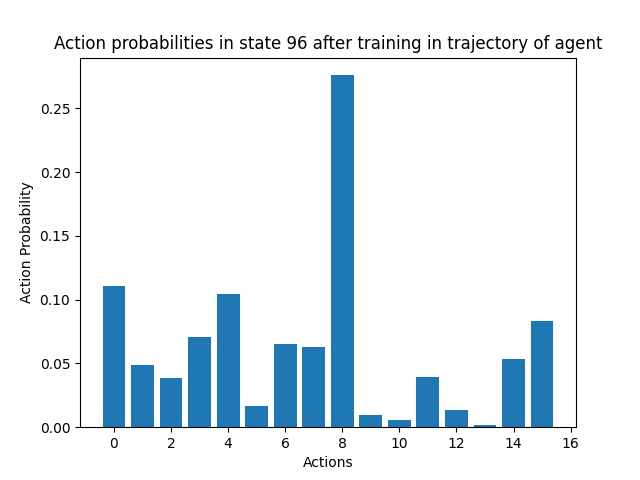 Action probabilities in state 96 after training in trajectory of agent
Action Probability
0.25
0.20
0.15
0.10
0.05
0.00
0 2 4 6 8 10 12 14 16
Actions